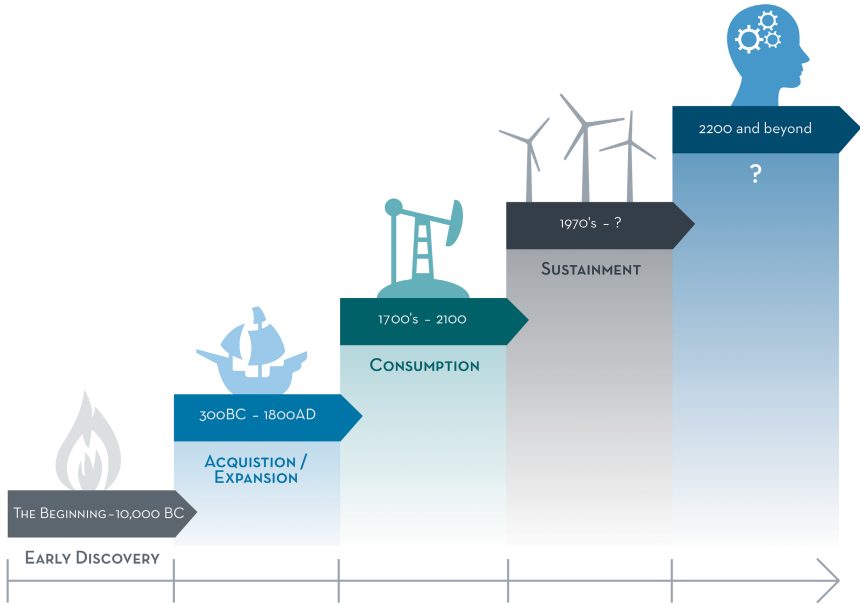 2200 and beyond
?
1970's – ?
SUSTAINMENT
1700's – 2100
CONSUMPTION
300BC – 1800AD
ACQUISTION /
EXPANSION
THE BEGINNING–10,000 BC
EARLY DISCOVERY